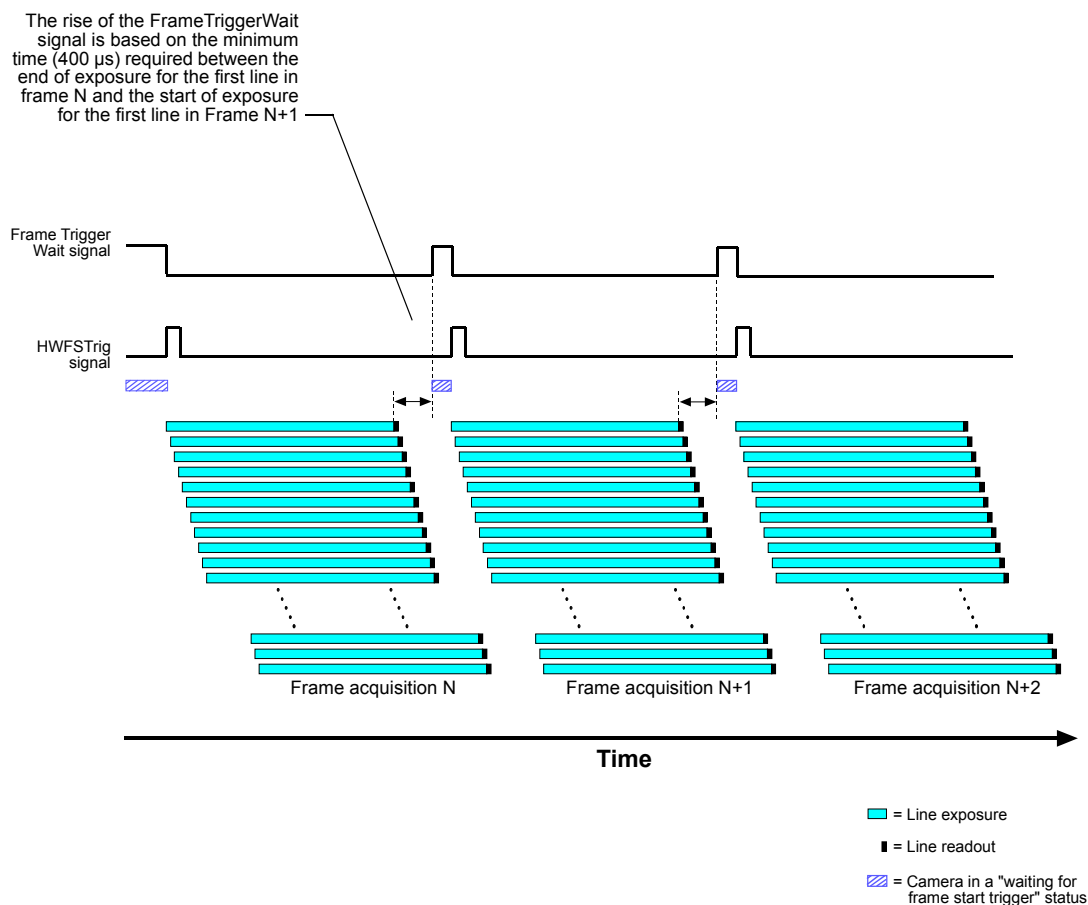 The rise of the FrameTriggerWait
signal is based on the minimum
time (400 µs) required between the
end of exposure for the first line in
frame N and the start of exposure
for the first line in Frame N+1
Frame Trigger
Wait signal
HWFSTrig
signal
Frame acquisition N
Frame acquisition N+1
Frame acquisition N+2
Time
= Line exposure
= Line readout
= Camera in a "waiting for
frame start trigger" status